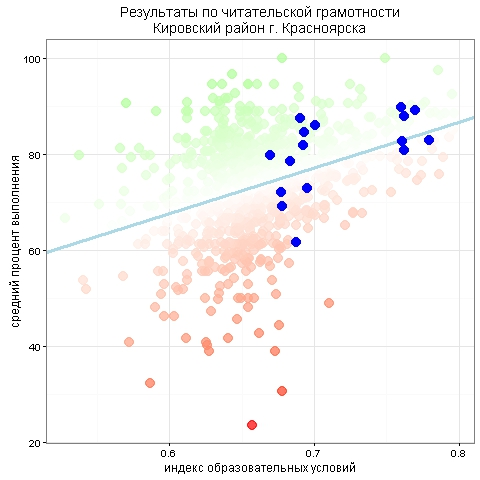 Результаты по читательской грамотности
Кировский район г. Красноярска
средний процент выполнения
100
80
60
40
20
0.6
0.7
0.8
индекс образовательных условий